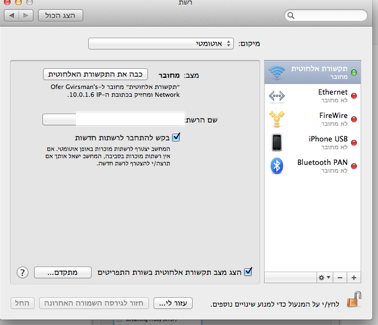 רשת
הצג הכול
מיקום:
אוטומטי
תקשורת אלחוטית
מחובר
Ethernet
לא מחובר
FireWire
לא מחובר
iPhone USB
לא מחובר
Bluetooth PAN
לא מחובר
מצב: מחובר
כבה את התקשורת האלחוטית
"תקשורת אלחוטית" מחובר ל-Ofer Gvirsman's
Network ומחזיק בכתובת ה-IP ‏10.0.1.6.
שם הרשת:
בקש להתחבר לרשתות חדשות
המחשב יצטרף לרשתות מוכרות באופן אוטומטי. אם
אין רשתות מוכרות בסביבה, המחשב ישאל אותך אם
תרצה/י להצטרף לרשת חדשה.
הצג מצב תקשורת אלחוטית בשורת התפריטים
מתקדם...
?
לחץ/י על המנעול כדי למנוע שינויים נוספים.
עזור לי...
חזור לגירסה השמורה האחרונה
החל